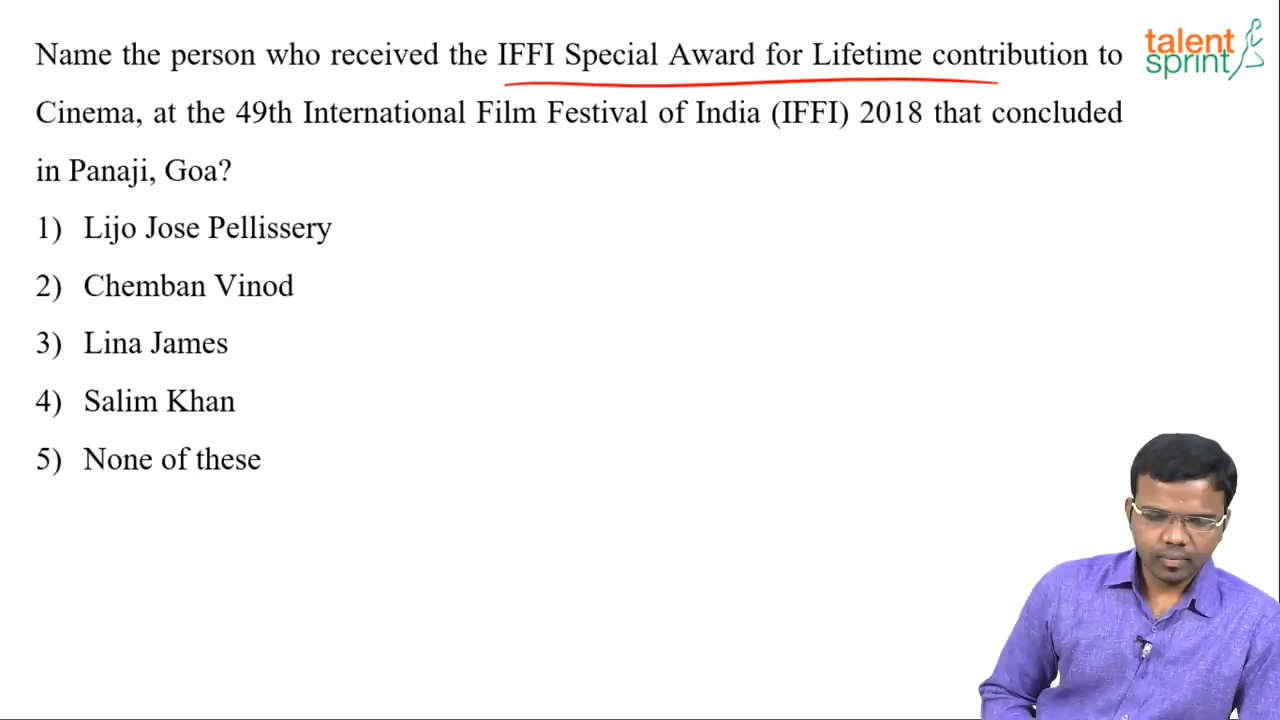 Name the person who received the IFFI Special Award for Lifetime contribution to
Cinema, at the 49th International Film Festival of India (IFFI) 2018 that concluded
in Panaji, Goa?
1) Lijo Jose Pellissery
2) Chemban Vinod
3) Lina James
4) Salim Khan
5) None of these
talent
sprint